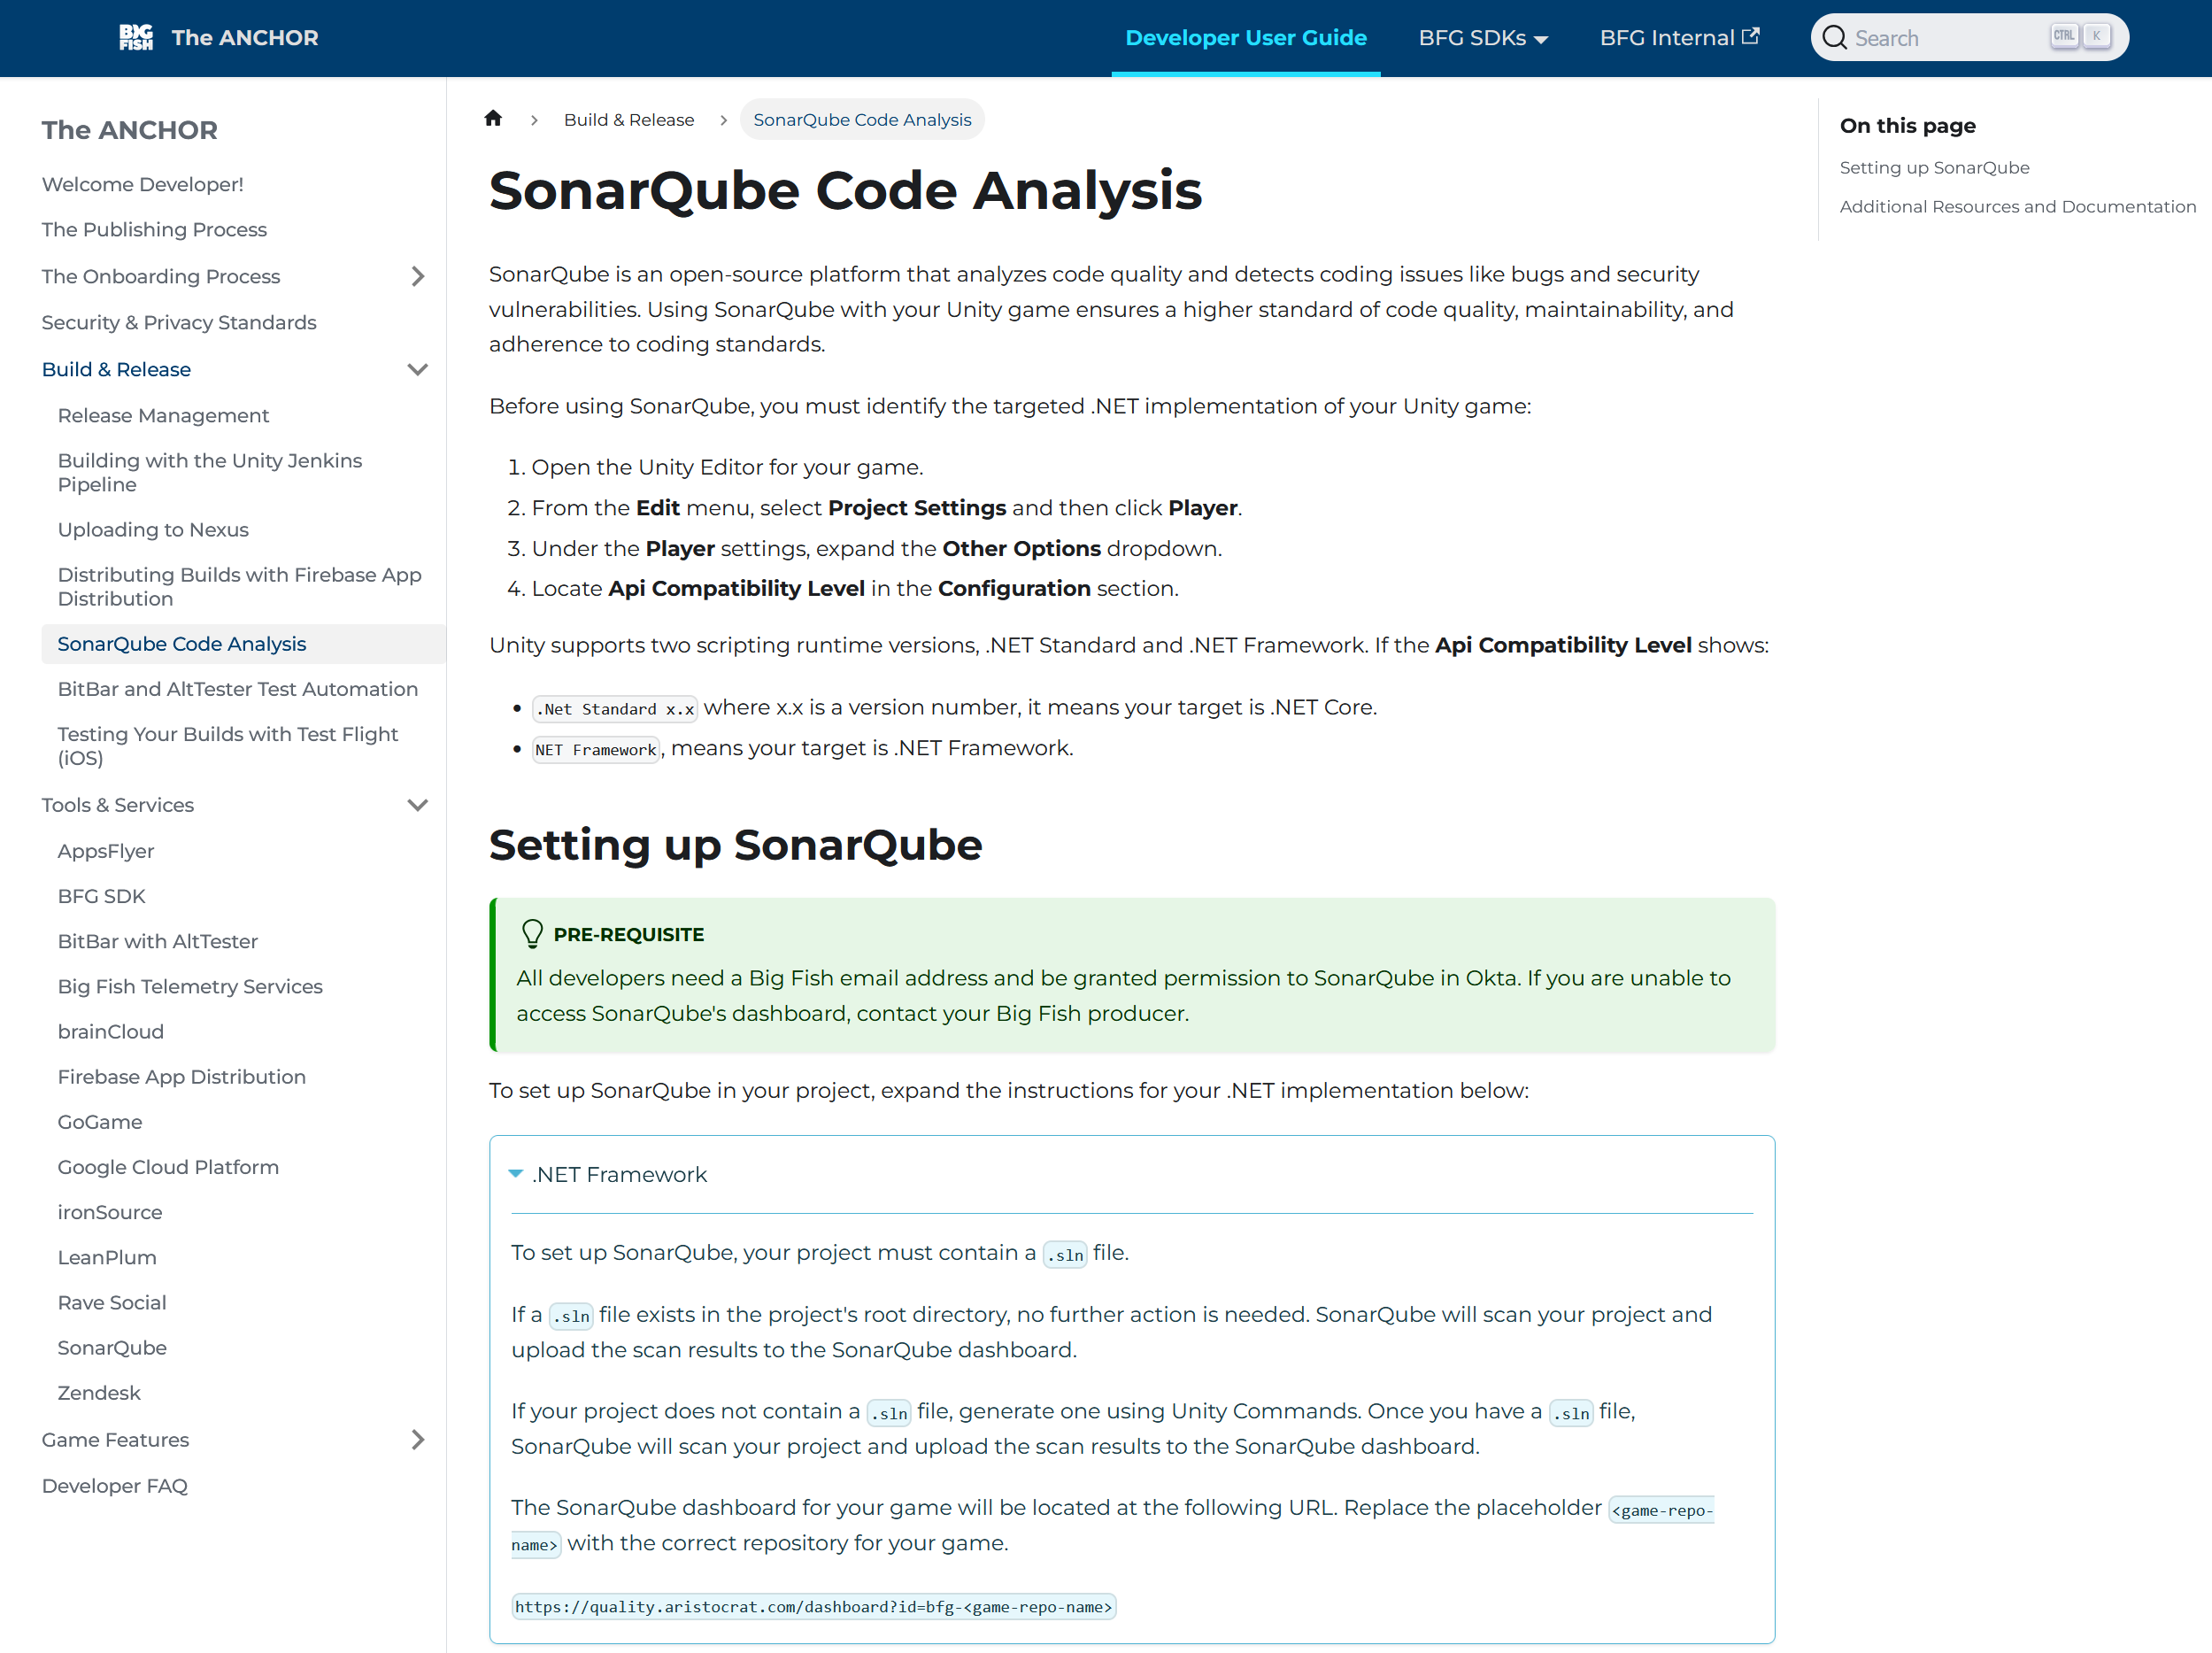 BIG FISH The ANCHOR Developer User Guide BFG SDKs BFG Internal Search CTRL K
The ANCHOR
Welcome Developer!
The Publishing Process
The Onboarding Process
Security & Privacy Standards
Build & Release
Release Management
Building with the Unity Jenkins
Pipeline
Uploading to Nexus
Distributing Builds with Firebase App
Distribution
SonarQube Code Analysis
BitBar and AltTester Test Automation
Testing Your Builds with Test Flight
(iOS)
Tools & Services
AppsFlyer
BFG SDK
BitBar with AltTester
Big Fish Telemetry Services
brainCloud
Firebase App Distribution
GoGame
Google Cloud Platform
ironSource
LeanPlum
Rave Social
SonarQube
Zendesk
Game Features
Developer FAQ
Build & Release SonarQube Code Analysis
SonarQube Code Analysis
SonarQube is an open-source platform that analyzes code quality and detects coding issues like bugs and security
vulnerabilities. Using SonarQube with your Unity game ensures a higher standard of code quality, maintainability, and
adherence to coding standards.
Before using SonarQube, you must identify the targeted .NET implementation of your Unity game:
1. Open the Unity Editor for your game.
2. From the Edit menu, select Project Settings and then click Player.
3. Under the Player settings, expand the Other Options dropdown.
4. Locate Api Compatibility Level in the Configuration section.
Unity supports two scripting runtime versions, .NET Standard and .NET Framework. If the Api Compatibility Level shows:
• .Net Standard x.x where x.x is a version number, it means your target is .NET Core.
• NET Framework, means your target is .NET Framework.
Setting up SonarQube
PRE-REQUISITE
All developers need a Big Fish email address and be granted permission to SonarQube in Okta. If you are unable to
access SonarQube's dashboard, contact your Big Fish producer.
To set up SonarQube in your project, expand the instructions for your .NET implementation below:
.NET Framework
To set up SonarQube, your project must contain a .sln file.
If a .sln file exists in the project's root directory, no further action is needed. SonarQube will scan your project and
upload the scan results to the SonarQube dashboard.
If your project does not contain a .sln file, generate one using Unity Commands. Once you have a .sln file,
SonarQube will scan your project and upload the scan results to the SonarQube dashboard.
The SonarQube dashboard for your game will be located at the following URL. Replace the placeholder <game-repo-
name> with the correct repository for your game.
https://quality.aristocrat.com/dashboard?id=bfg-<game-repo-name>
On this page
Setting up SonarQube
Additional Resources and Documentation